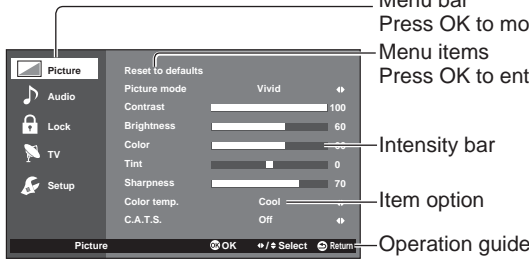 Menu bar
Press OK to mo
Menu items
Press OK to ent
Picture
Audio
Lock
TV
Setup
Reset to defaults
Picture mode Vivid
Contrast 100
Brightness 60
Color
Tint 0
Sharpness 70
Color temp. Cool
C.A.T.S. Off
Picture OK OK / Select Return
Intensity bar
Item option
Operation guide